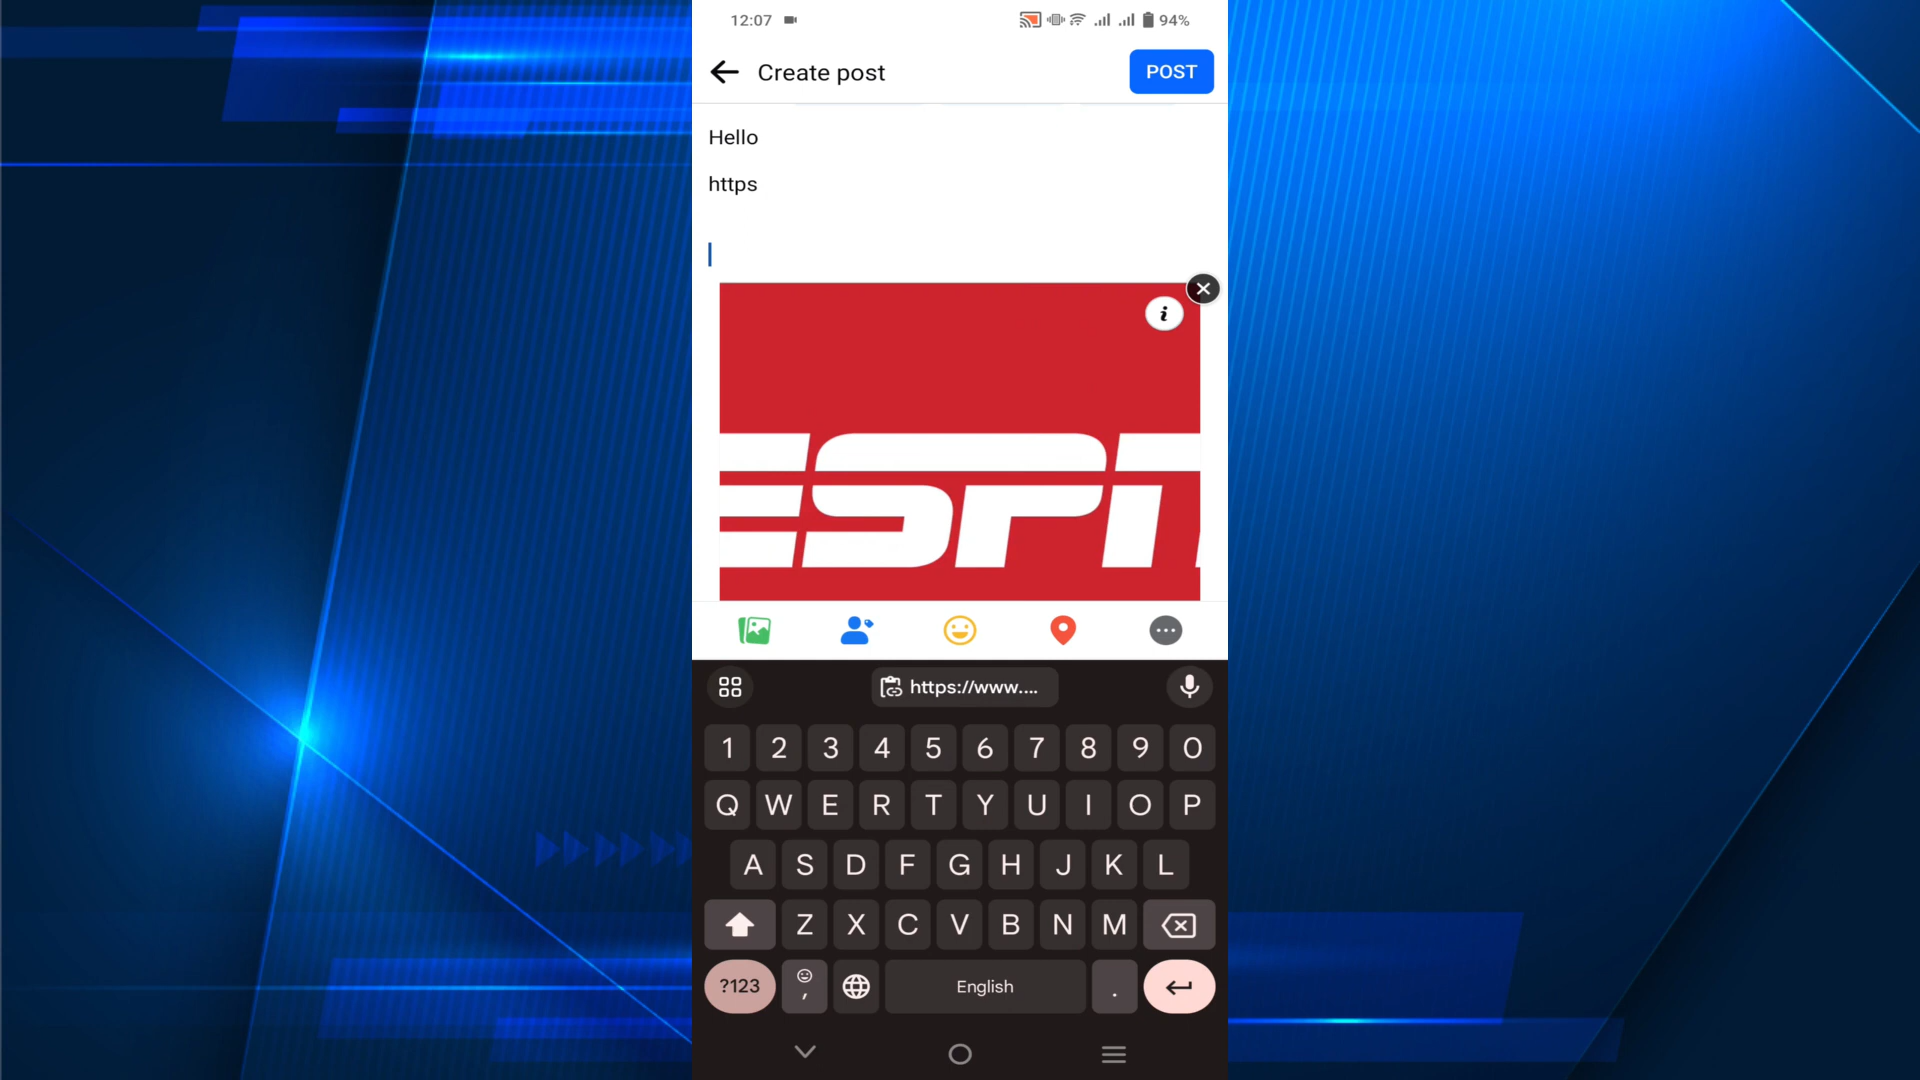 12:07
94%
Create post
POST
Hello
https
i
ESPN
https://www....
1 2 3 4 5 6 7 8 9 0
Q W E R T Y U I O P
A S D F G H J K L
Z X C V B N M
?123 , English .